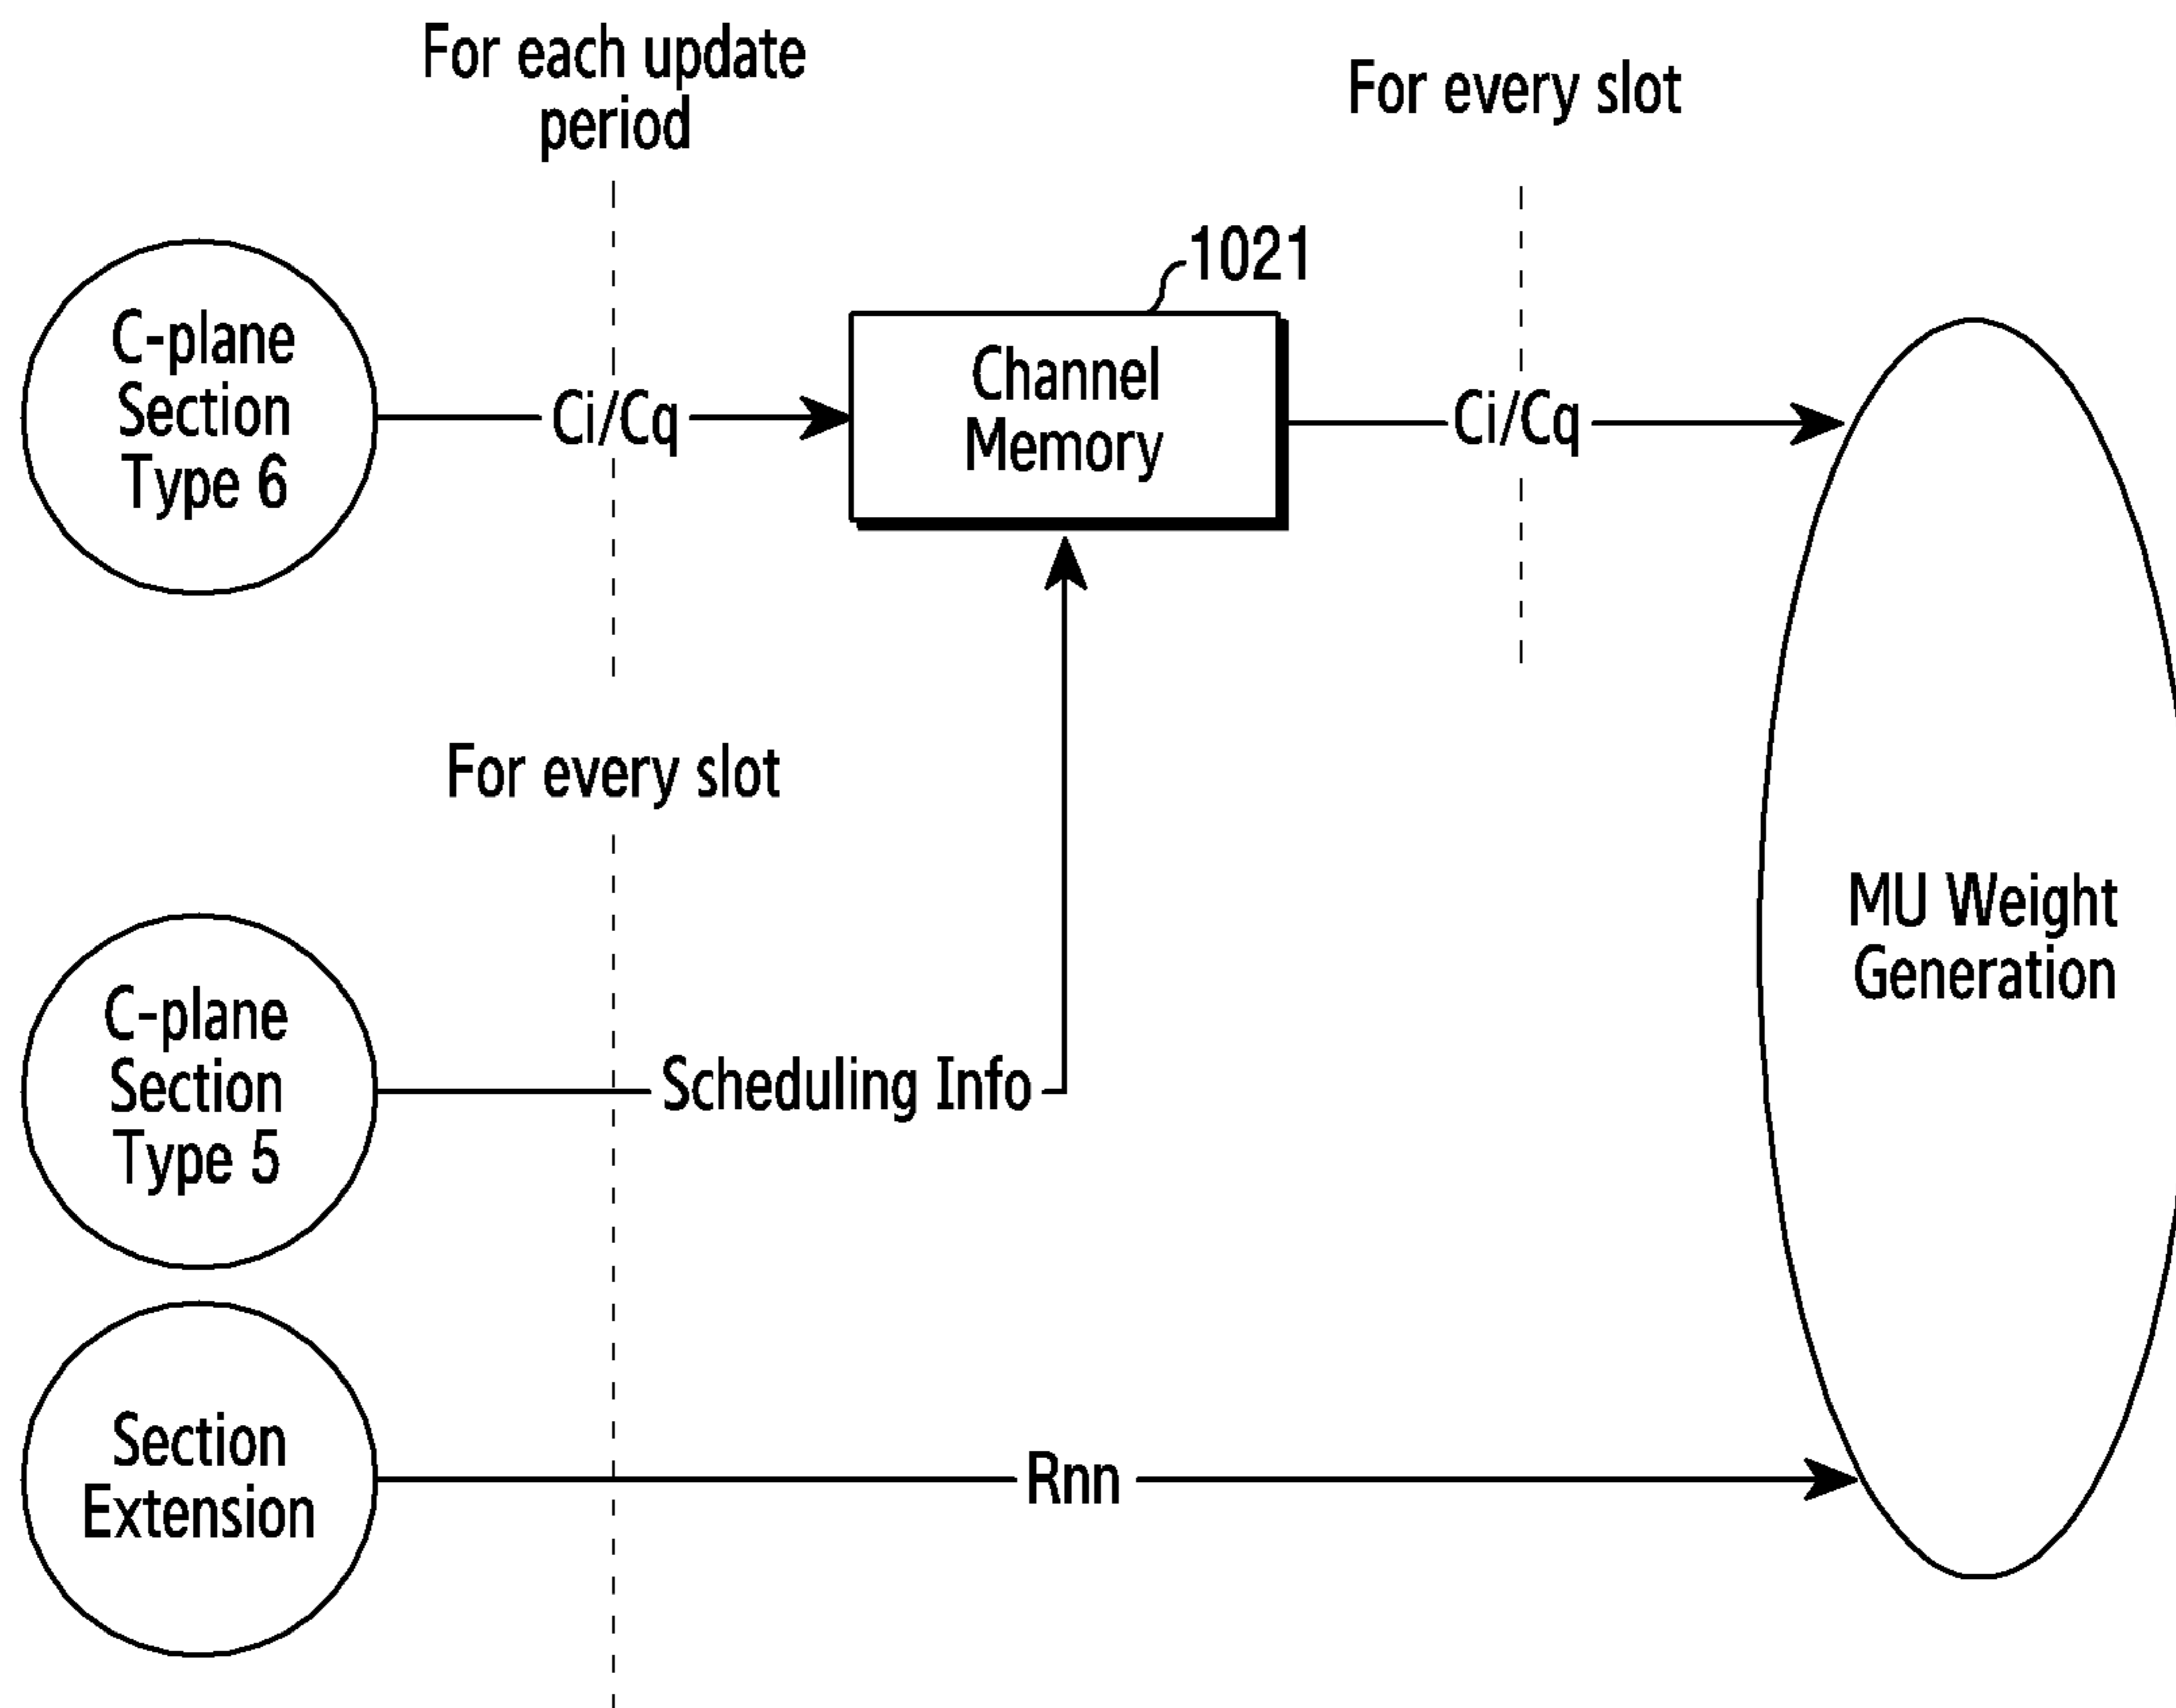 For each update
period
For every slot
1021
C-plane
Section
Type 6
Ci/Cq
Channel
Memory
Ci/Cq
For every slot
MU Weight
Generation
C-plane
Section
Type 5
Scheduling Info
Section
Extension
Rnn